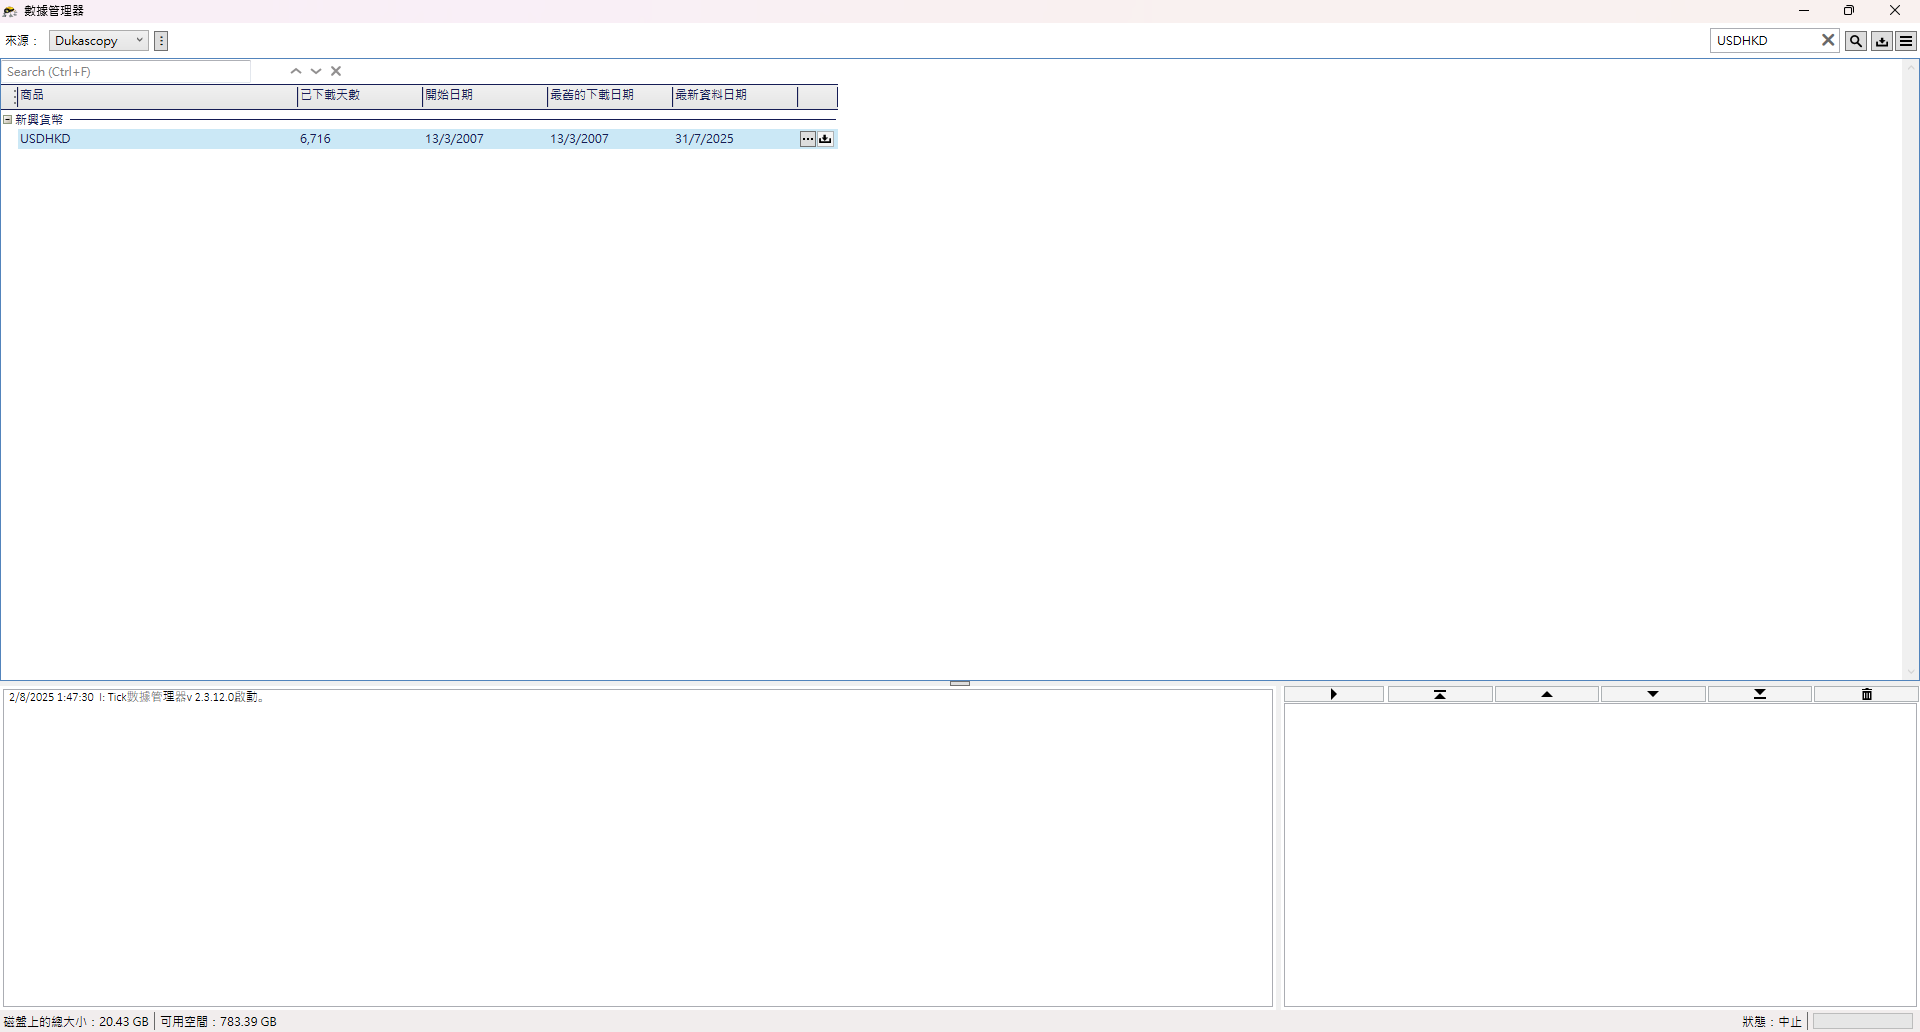 數據管理器
來源： Dukascopy USDHKD
Search (Ctrl+F)
商品 已下載天數 開始日期 最舊的下載日期 最新資料日期
新興貨幣
USDHKD 6,716 13/3/2007 13/3/2007 31/7/2025
2/8/2025 1:47:30 I: Tick數據管理器v 2.3.12.0啟動。
磁盤上的總大小：20.43 GB 可用空間：783.39 GB 狀態：中止